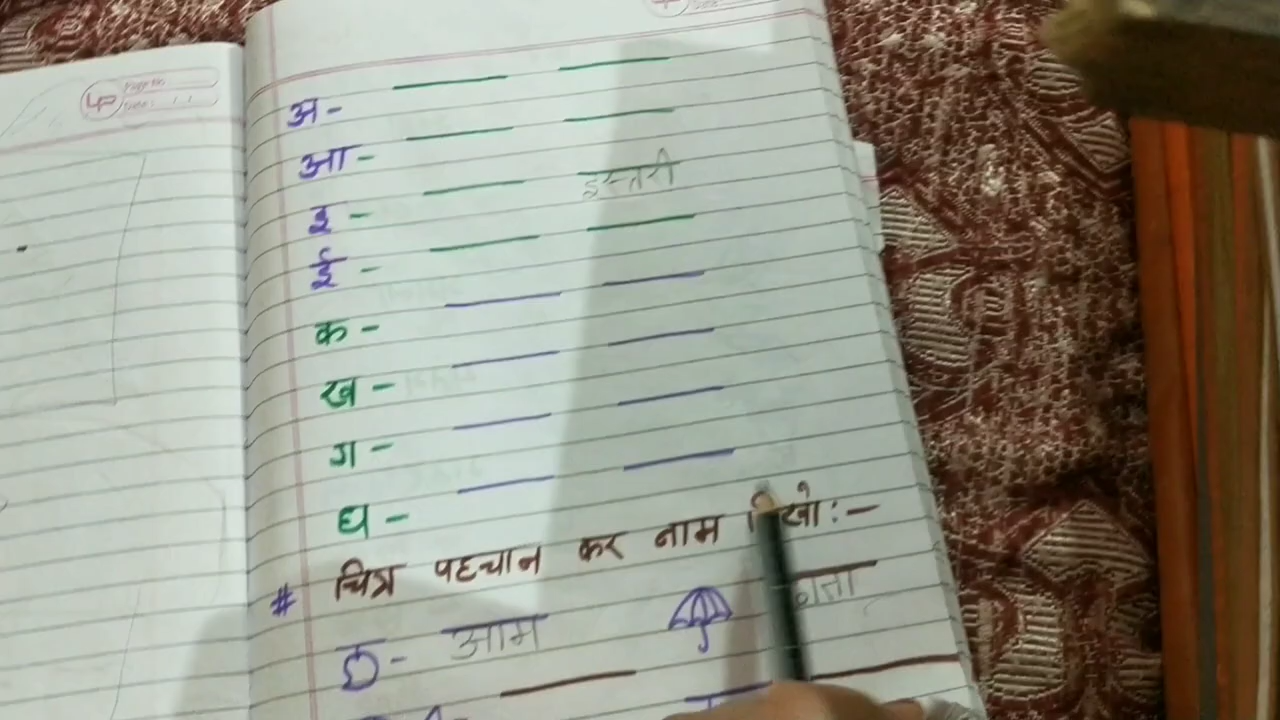 अ-
आ-
इ- इस्तरी
ई-
क-
ख-
ग-
घ-
# चित्र पहचान कर नाम लिखो:-
आम